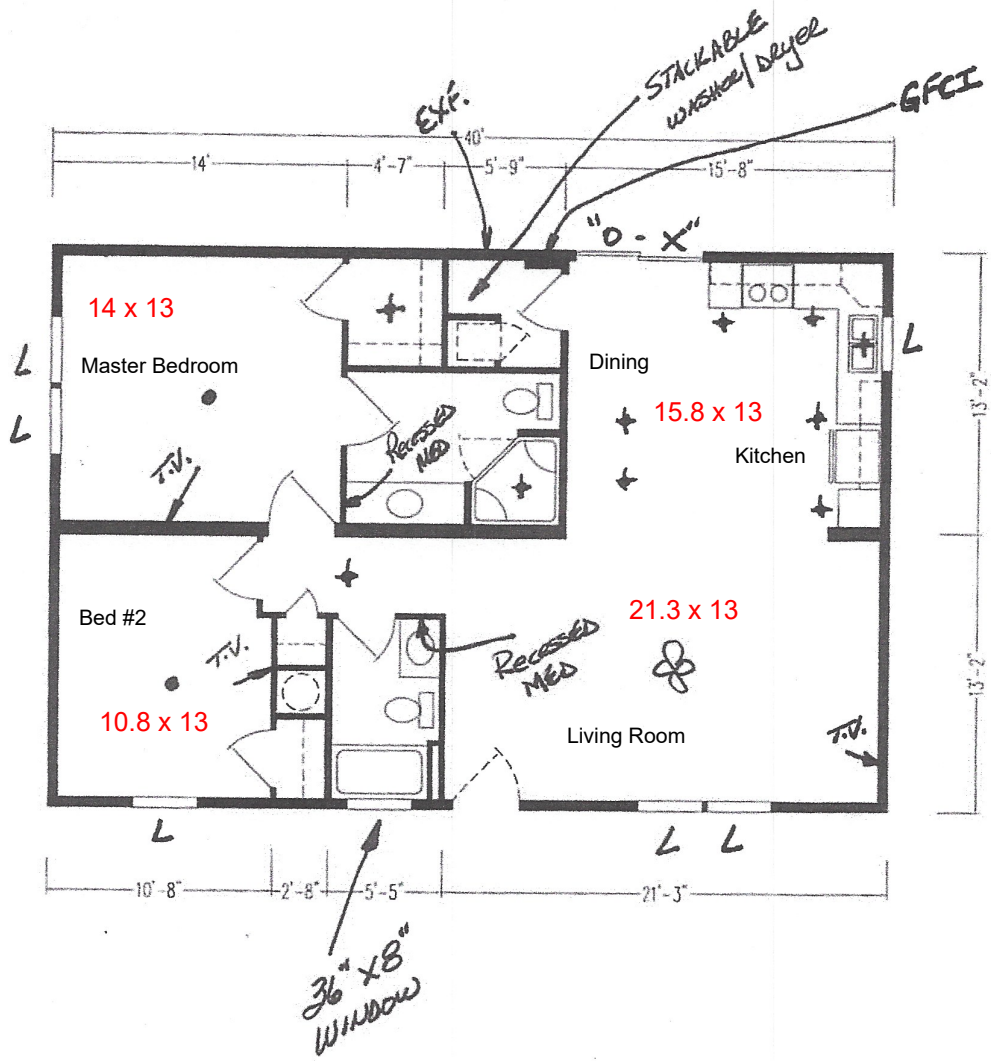 STACKABLE
WASHER/DRYER
GFCI
EXF.
40'
14'
4'-7"
5'-9"
15'-8"
"O - X"
14 x 13
Master Bedroom
L
L
L
Dining
15.8 x 13
Kitchen
13'-2"
RECESSED
MED
T.V.
Bed #2
21.3 x 13
T.V.
RECESSED
MED
10.8 x 13
Living Room
T.V.
13'-2"
L
L
L
10'-8"
2'-8"
5'-5"
21'-3"
36" x 8"
WINDOW